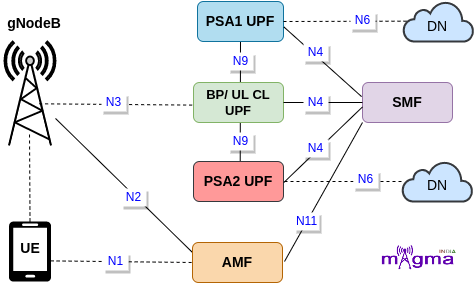 gNodeB
PSA1 UPF
N6
DN
N4
N9
N3
BP/ UL CL
UPF
N4
SMF
N9
N4
PSA2 UPF
N6
DN
N2
N11
UE
N1
AMF
magma
INDIA